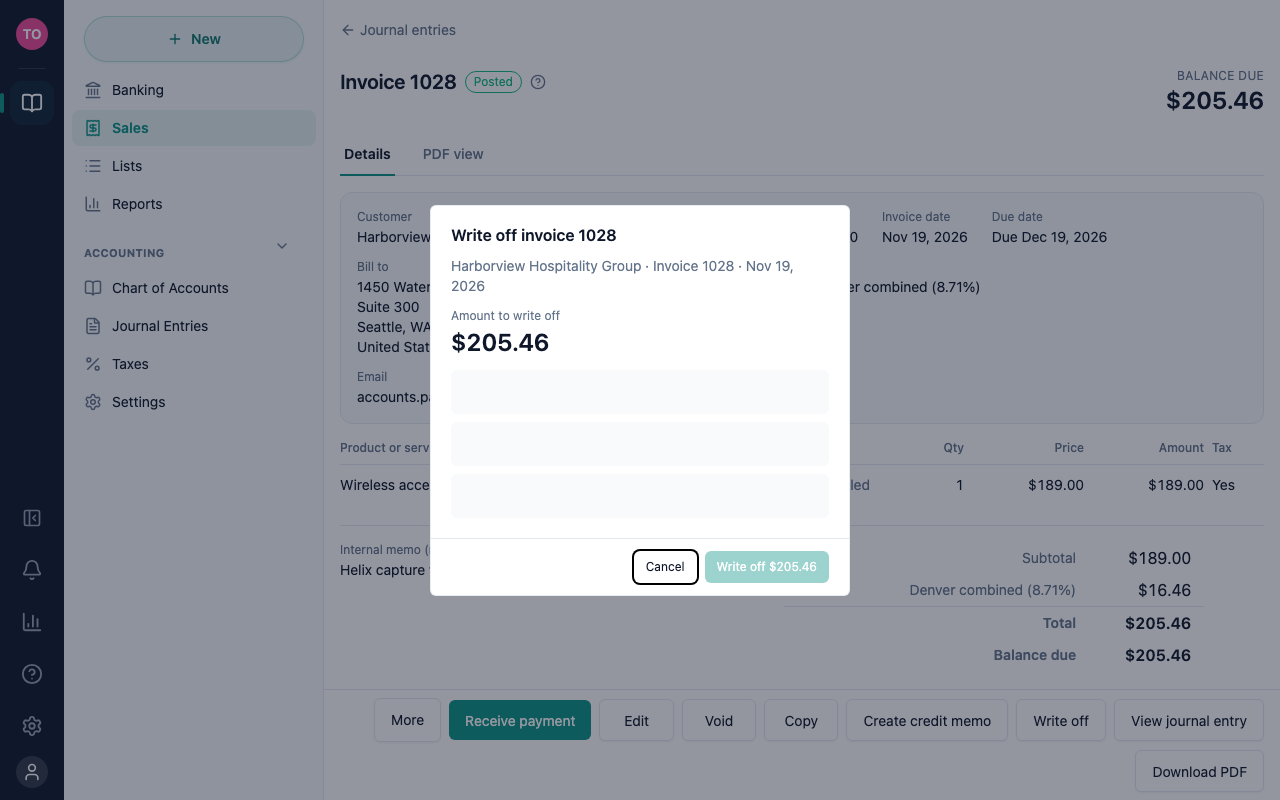 TO
New
Banking
Sales
Lists
Reports
ACCOUNTING
Chart of Accounts
Journal Entries
Taxes
Settings
Journal entries
Invoice 1028
Posted
BALANCE DUE
$205.46
Details
PDF view
Customer
Harborview
Invoice date
Due date
0
Nov 19, 2026
Due Dec 19, 2026
Bill to
1450 Water
er combined (8.71%)
Suite 300
Seattle, WA
United Stat
Email
accounts.pa
Product or serv
Qty
Price
Amount
Tax
Wireless acce
led
1
$189.00
$189.00
Yes
Internal memo (
Helix capture
Subtotal
$189.00
Denver combined (8.71%)
$16.46
Total
$205.46
Balance due
$205.46
Write off invoice 1028
Harborview Hospitality Group · Invoice 1028 · Nov 19,
2026
Amount to write off
$205.46
Cancel
Write off $205.46
More
Receive payment
Edit
Void
Copy
Create credit memo
Write off
View journal entry
Download PDF